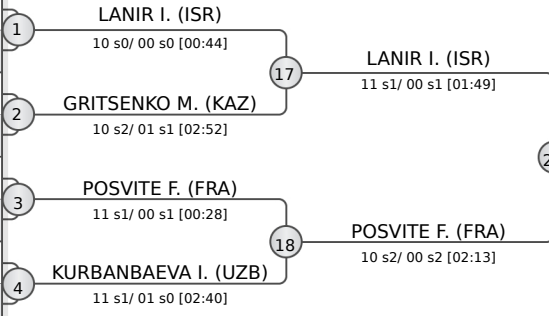 1
LANIR I. (ISR)
10 s0/ 00 s0 [00:44]
17
LANIR I. (ISR)
11 s1/ 00 s1 [01:49]
2
GRITSENKO M. (KAZ)
10 s2/ 01 s1 [02:52]
3
POSVITE F. (FRA)
11 s1/ 00 s1 [00:28]
18
POSVITE F. (FRA)
10 s2/ 00 s2 [02:13]
4
KURBANBAEVA I. (UZB)
11 s1/ 01 s0 [02:40]